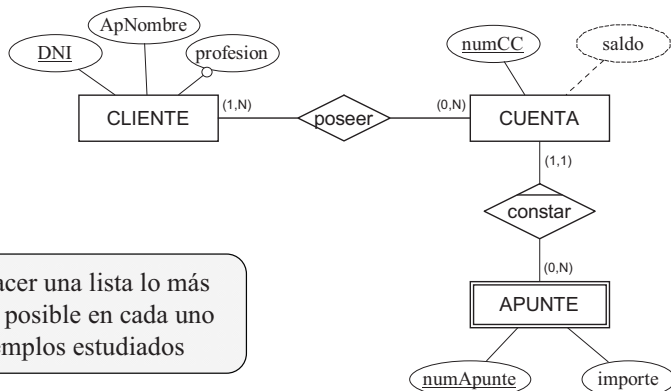 ApNombre
DNI
profesion
numCC
saldo
CLIENTE
(1,N)
poseer
(0,N)
CUENTA
(1,1)
constar
(0,N)
APUNTE
acer una lista lo más
posible en cada uno
emplos estudiados
numApunte
importe